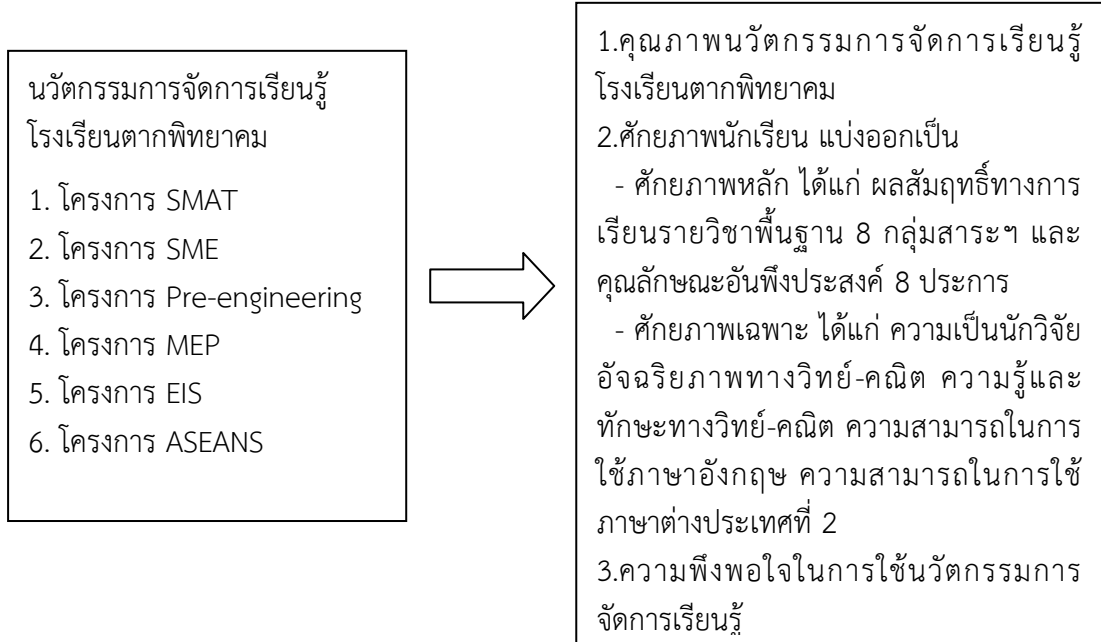 นวัตกรรมการจัดการเรียนรู้
โรงเรียนตากพิทยาคม
1. โครงการ SMAT
2. โครงการ SME
3. โครงการ Pre-engineering
4. โครงการ MEP
5. โครงการ EIS
6. โครงการ ASEANS
1.คุณภาพนวัตกรรมการจัดการเรียนรู้
โรงเรียนตากพิทยาคม
2.ศักยภาพนักเรียน แบ่งออกเป็น
- ศักยภาพหลัก ได้แก่ ผลสัมฤทธิ์ทางการ
เรียนรายวิชาพื้นฐาน 8 กลุ่มสาระฯ และ
คุณลักษณะอันพึงประสงค์ 8 ประการ
- ศักยภาพเฉพาะ ได้แก่ ความเป็นนักวิจัย
อัจฉริยภาพทางวิทย์-คณิต ความรู้และ
ทักษะทางวิทย์-คณิต ความสามารถในการ
ใช้ภาษาอังกฤษ ความสามารถในการใช้
ภาษาต่างประเทศที่ 2
3.ความพึงพอใจในการใช้นวัตกรรมการ
จัดการเรียนรู้